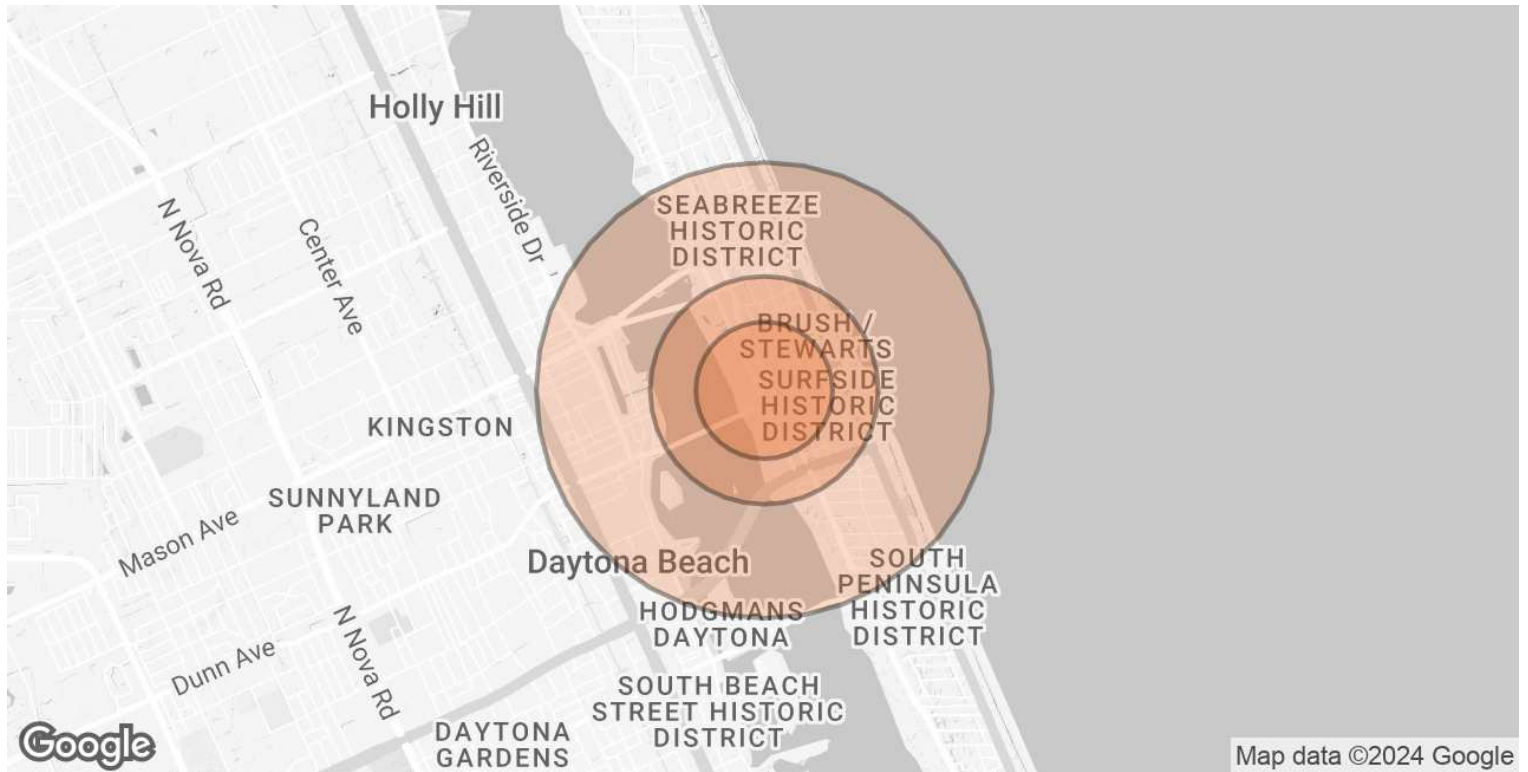 Holly Hill
Riverside Dr
N Nova Rd
Center Ave
SEABREEZE
HISTORIC
DISTRICT
BRUSH /
STEWARTS
SURFSIDE
HISTORIC
DISTRICT
KINGSTON
SUNNYLAND
PARK
Mason Ave
Daytona Beach
SOUTH
PENINSULA
HISTORIC
DISTRICT
HODGMANS
DAYTONA
N Nova Rd
Dunn Ave
SOUTH BEACH
STREET HISTORIC
DISTRICT
DAYTONA
GARDENS
Google
Map data ©2024 Google